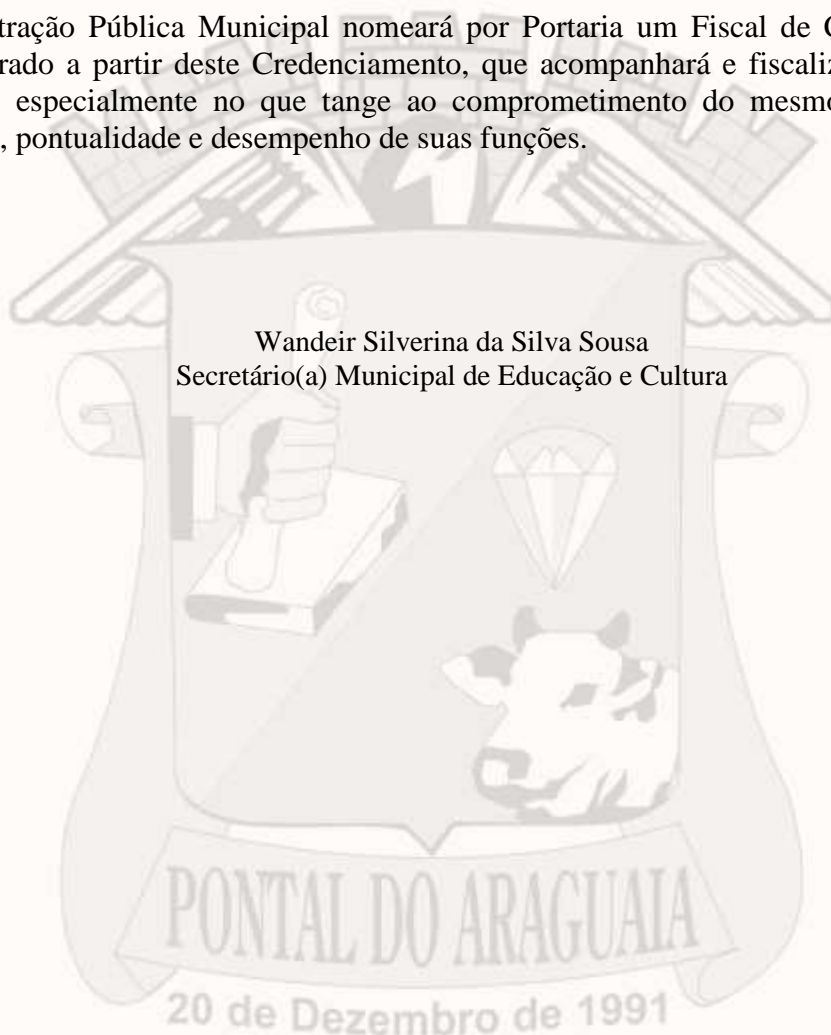 tração Pública Municipal nomeará por Portaria um Fiscal de C
rado a partir deste Credenciamento, que acompanhará e fiscaliz
especialmente no que tange ao comprometimento do mesmo
, pontualidade e desempenho de suas funções.
Wandeir Silverina da Silva Sousa
Secretário(a) Municipal de Educação e Cultura
PONTAL DO ARAGUAIA
20 de Dezembro de 1991